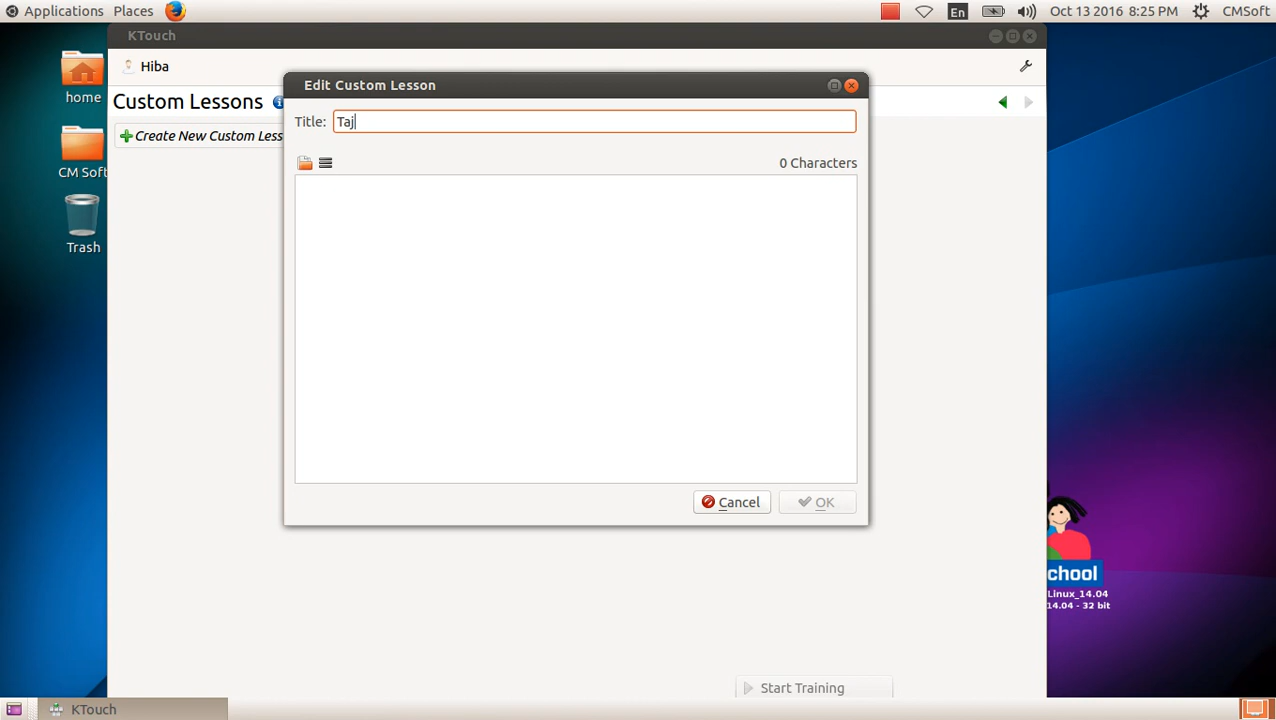 Applications Places En Oct 13 2016 8:25 PM CMSoft
KTouch
Hiba
Edit Custom Lesson
home
Custom Lessons
Title: Taj
Create New Custom Less
0 Characters
CM Soft
Trash
Cancel OK
chool
Linux_14.04
14.04 - 32 bit
Start Training
KTouch